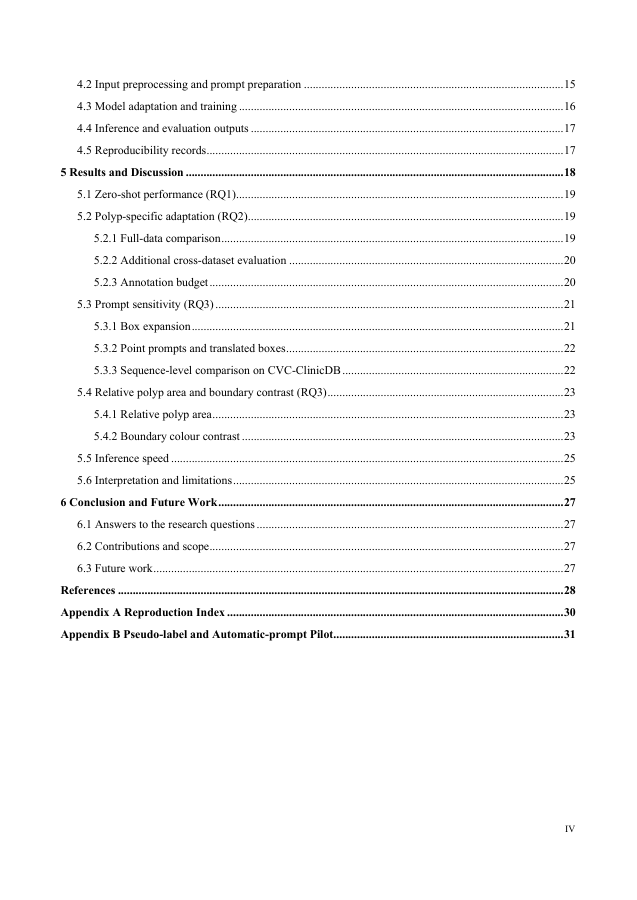 4.2 Input preprocessing and prompt preparation ........................................................................................15
4.3 Model adaptation and training ..............................................................................................................16
4.4 Inference and evaluation outputs ..........................................................................................................17
4.5 Reproducibility records.........................................................................................................................17
5 Results and Discussion ................................................................................................................................18
5.1 Zero-shot performance (RQ1)...............................................................................................................19
5.2 Polyp-specific adaptation (RQ2)...........................................................................................................19
5.2.1 Full-data comparison....................................................................................................................19
5.2.2 Additional cross-dataset evaluation .............................................................................................20
5.2.3 Annotation budget........................................................................................................................20
5.3 Prompt sensitivity (RQ3)......................................................................................................................21
5.3.1 Box expansion..............................................................................................................................21
5.3.2 Point prompts and translated boxes..............................................................................................22
5.3.3 Sequence-level comparison on CVC-ClinicDB...........................................................................22
5.4 Relative polyp area and boundary contrast (RQ3)................................................................................23
5.4.1 Relative polyp area.......................................................................................................................23
5.4.2 Boundary colour contrast .............................................................................................................23
5.5 Inference speed .....................................................................................................................................25
5.6 Interpretation and limitations................................................................................................................25
6 Conclusion and Future Work.....................................................................................................................27
6.1 Answers to the research questions ........................................................................................................27
6.2 Contributions and scope........................................................................................................................27
6.3 Future work...........................................................................................................................................27
References .......................................................................................................................................................28
Appendix A Reproduction Index ..................................................................................................................30
Appendix B Pseudo-label and Automatic-prompt Pilot..............................................................................31
IV